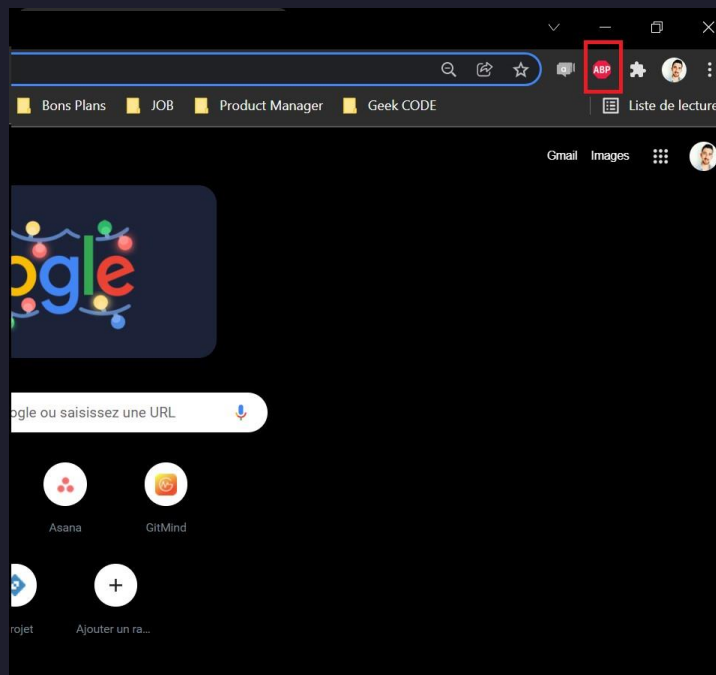 ABP
Bons Plans JOB Product Manager Geek CODE Liste de lecture
Gmail Images
ogle
ogle ou saisissez une URL
Asana GitMind
rojet Ajouter un ra...